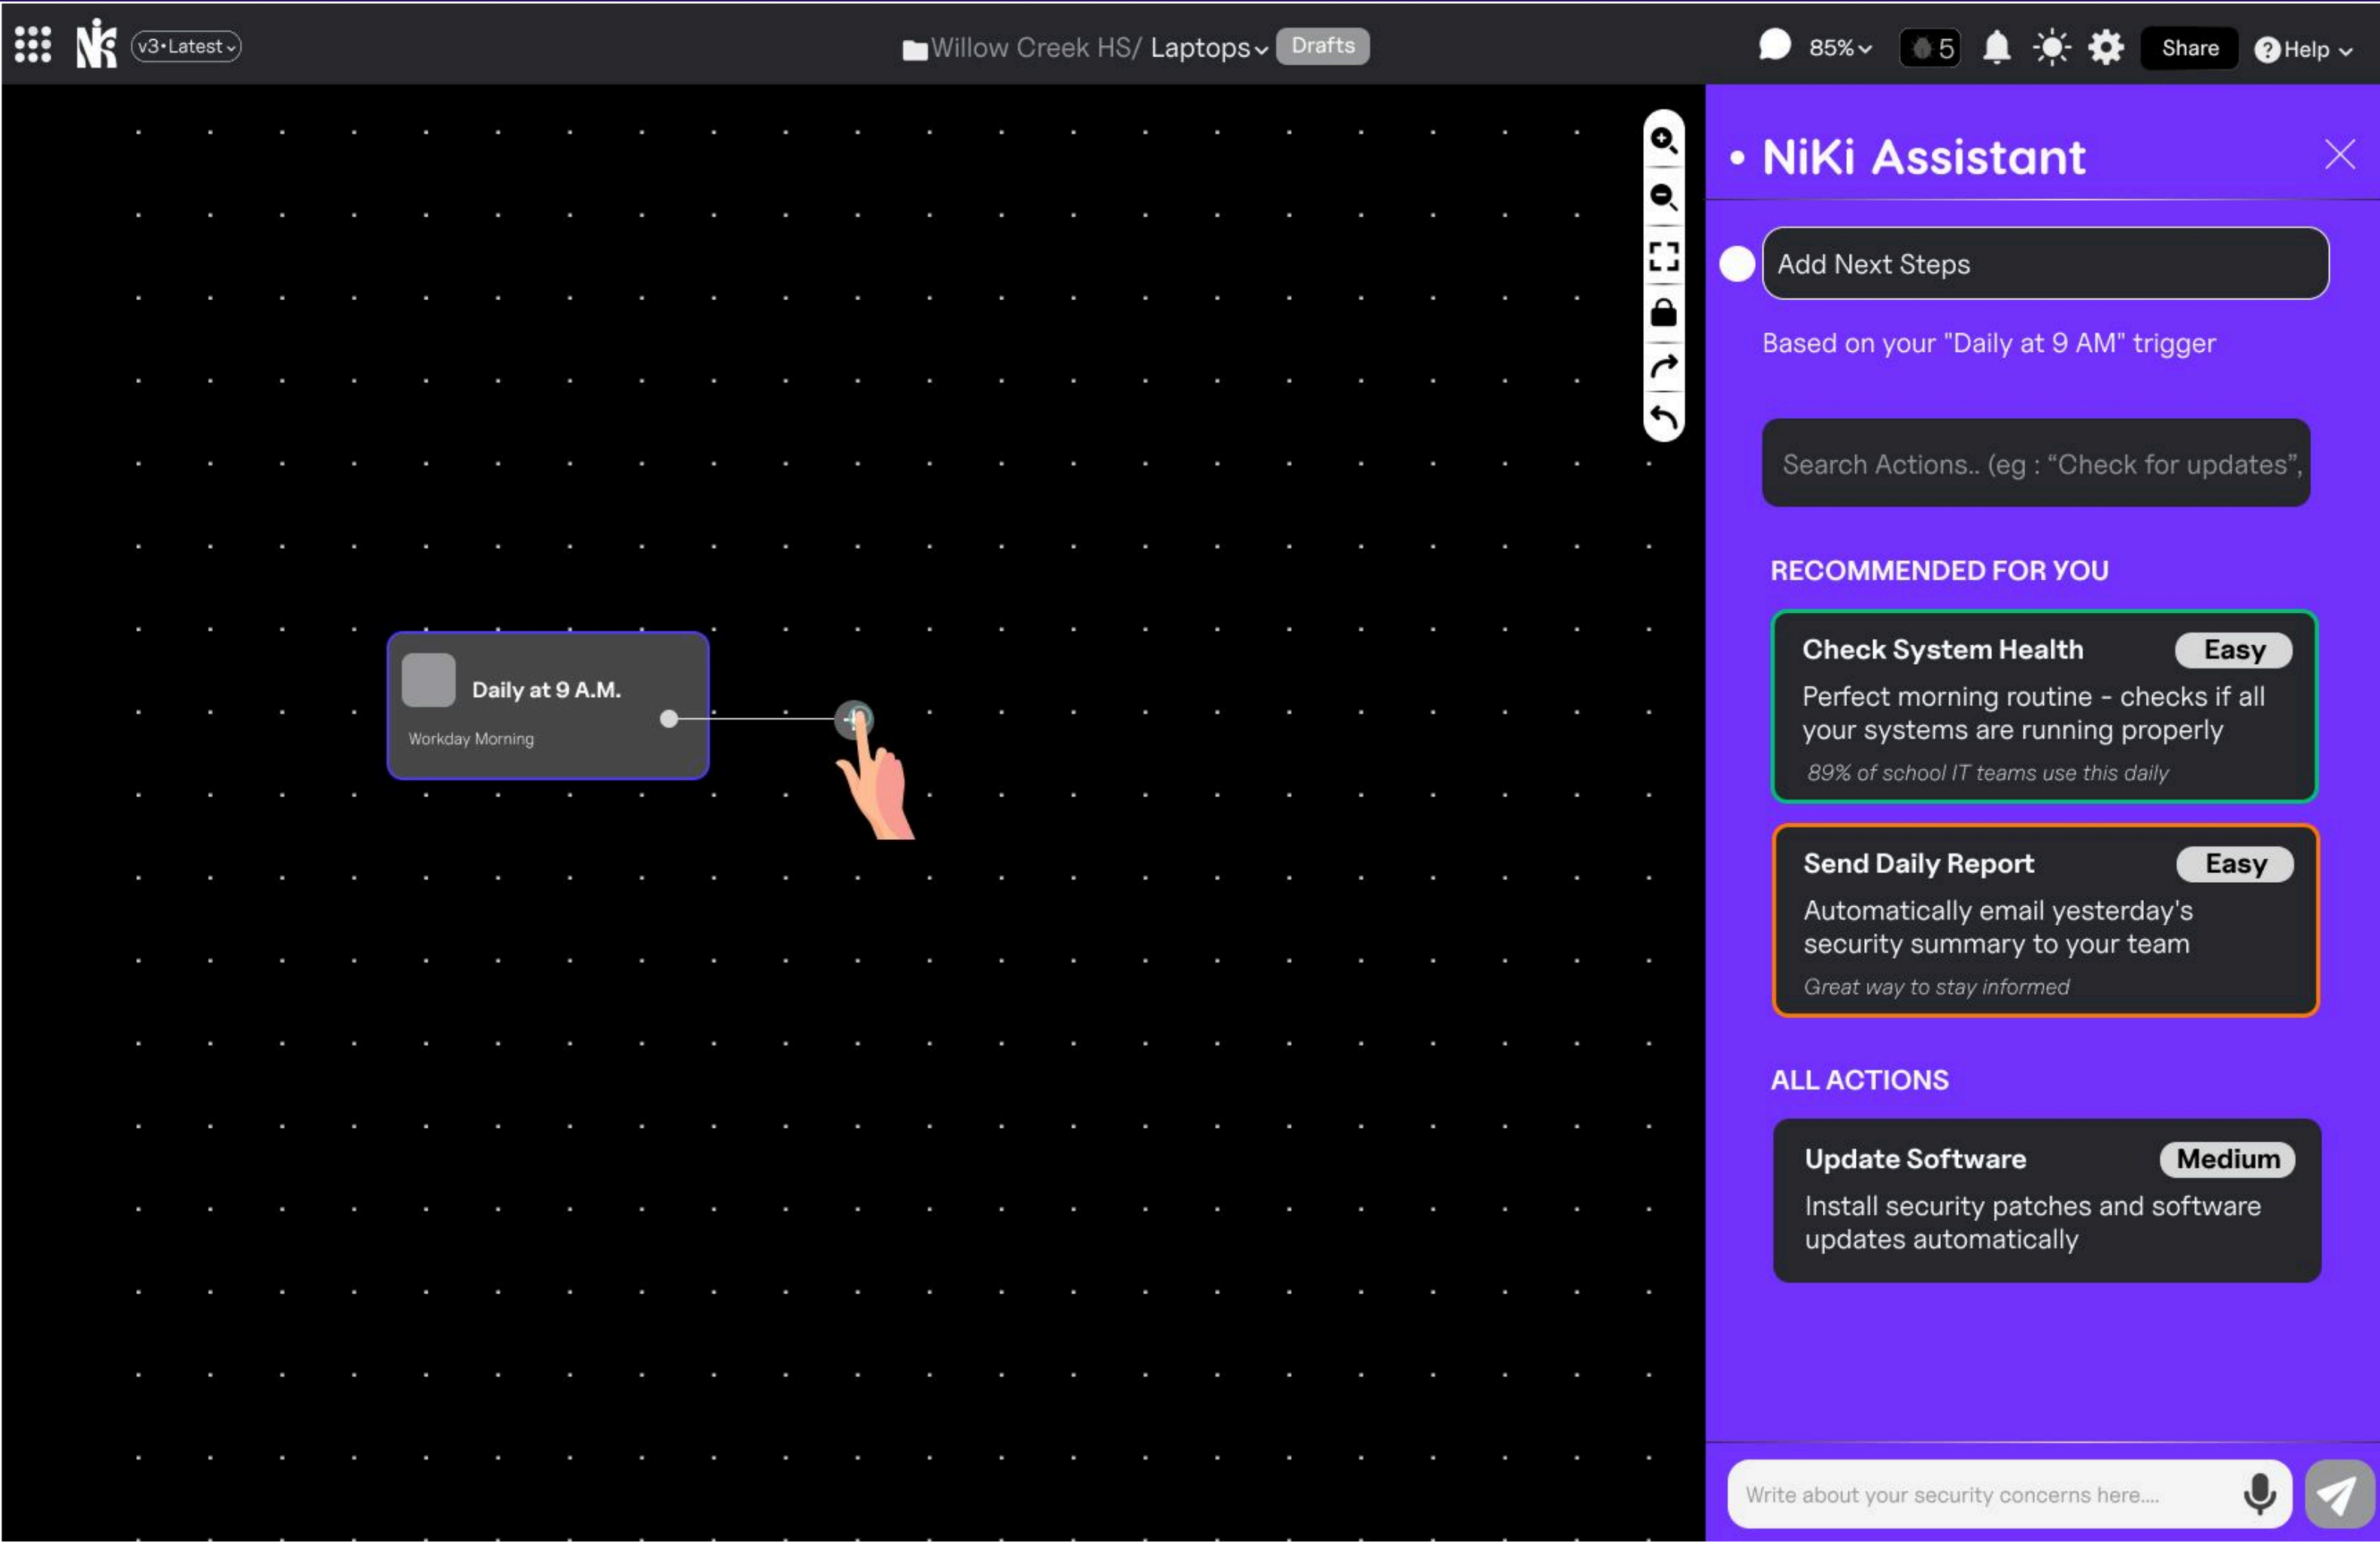 NiK
v3•Latest
Willow Creek HS/ Laptops
Drafts
85%
5
Share
Help
NiKi Assistant
Add Next Steps
Based on your "Daily at 9 AM" trigger
Search Actions.. (eg : “Check for updates”,
RECOMMENDED FOR YOU
Check System Health
Easy
Perfect morning routine - checks if all
your systems are running properly
89% of school IT teams use this daily
Send Daily Report
Easy
Automatically email yesterday's
security summary to your team
Great way to stay informed
ALL ACTIONS
Update Software
Medium
Install security patches and software
updates automatically
Write about your security concerns here....
Daily at 9 A.M.
Workday Morning